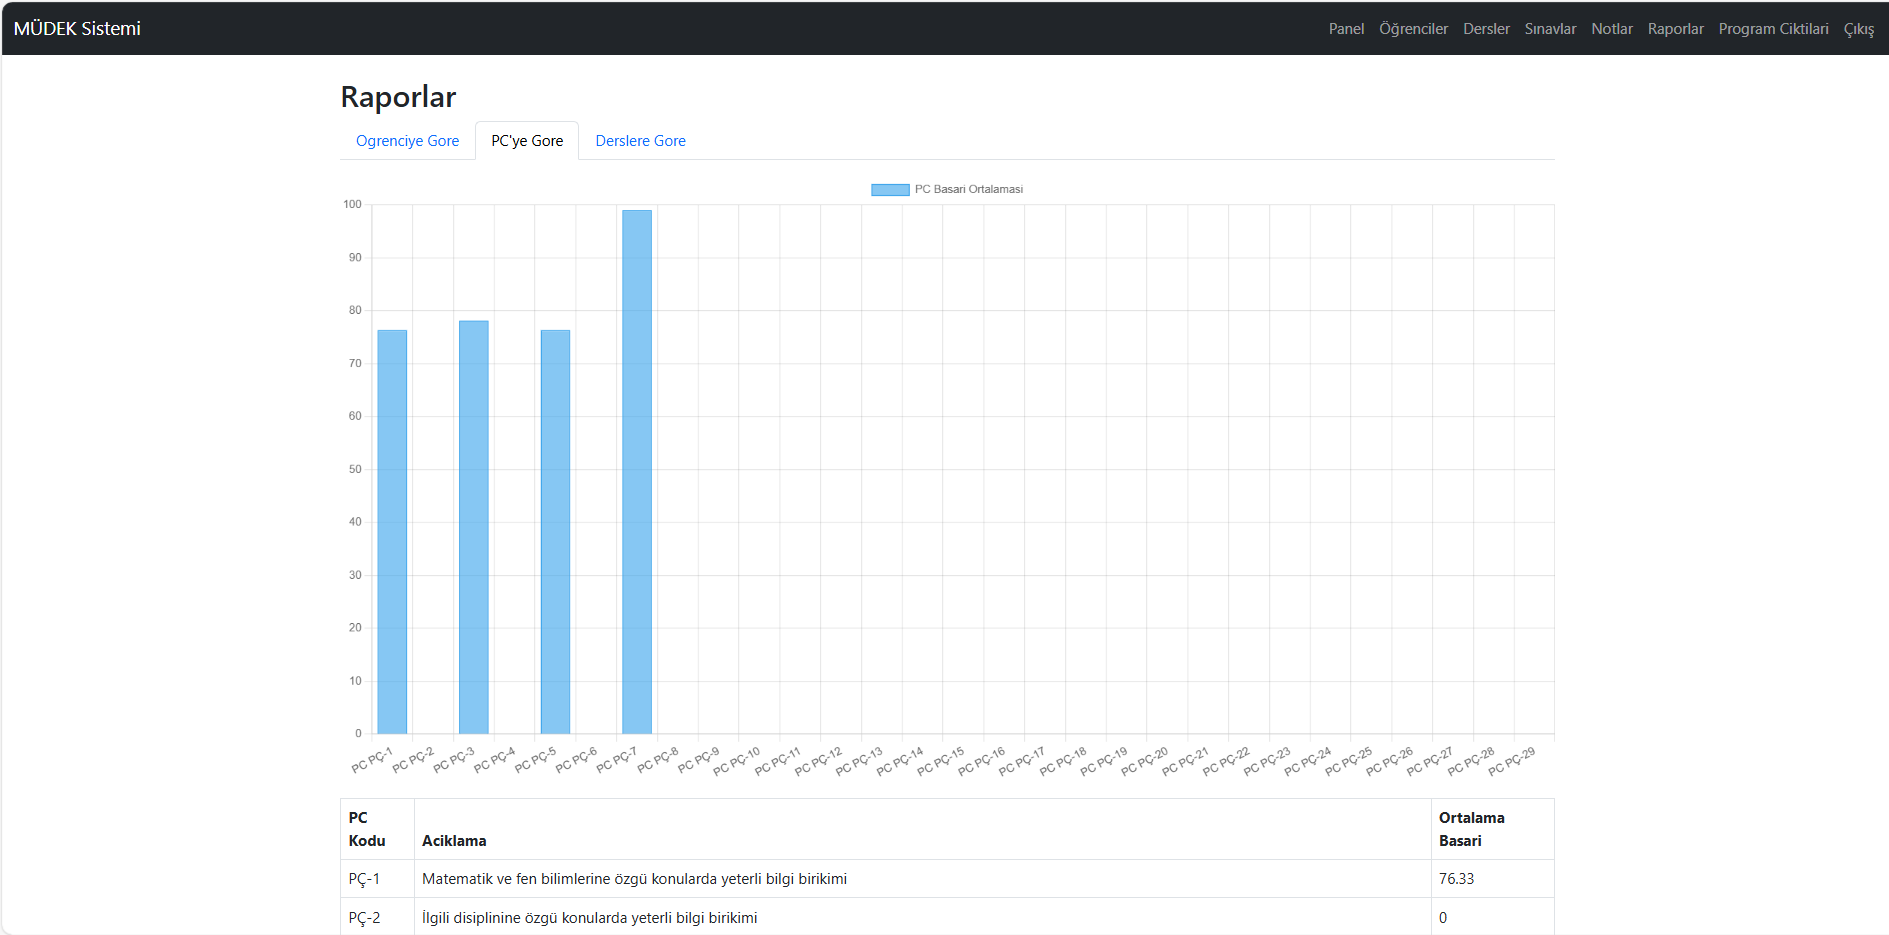 MÜDEK Sistemi
Panel Öğrenciler Dersler Sınavlar Notlar Raporlar Program Ciktilari Çıkış
Raporlar
Ogrenciye Gore PC'ye Gore Derslere Gore
PC Basari Ortalamasi
100
90
80
70
60
50
40
30
20
10
0
PC PÇ-1 PC PÇ-2 PC PÇ-3 PC PÇ-4 PC PÇ-5 PC PÇ-6 PC PÇ-7 PC PÇ-8 PC PÇ-9 PC PÇ-10 PC PÇ-11 PC PÇ-12 PC PÇ-13 PC PÇ-14 PC PÇ-15 PC PÇ-16 PC PÇ-17 PC PÇ-18 PC PÇ-19 PC PÇ-20 PC PÇ-21 PC PÇ-22 PC PÇ-23 PC PÇ-24 PC PÇ-25 PC PÇ-26 PC PÇ-27 PC PÇ-28 PC PÇ-29
PC Ortalama
Kodu Aciklama Basari
PÇ-1 Matematik ve fen bilimlerine özgü konularda yeterli bilgi birikimi 76.33
PÇ-2 İlgili disiplinine özgü konularda yeterli bilgi birikimi 0